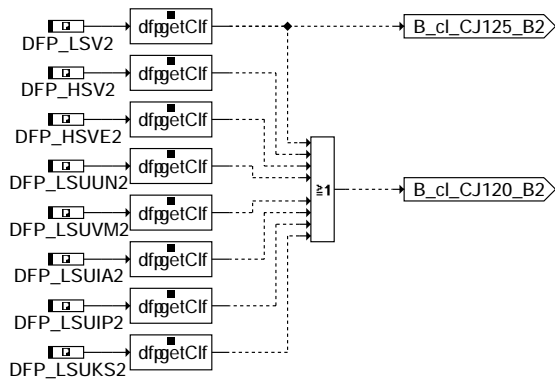 dfpgetClf
B_cl_CJ125_B2
DFP_LSV2
dfpgetClf
DFP_HSV2
dfpgetClf
DFP_HSVE2
dfpgetClf
≥1
B_cl_CJ120_B2
DFP_LSUUN2
dfpgetClf
DFP_LSUVM2
dfpgetClf
DFP_LSUIA2
dfpgetClf
DFP_LSUIP2
dfpgetClf
DFP_LSUKS2